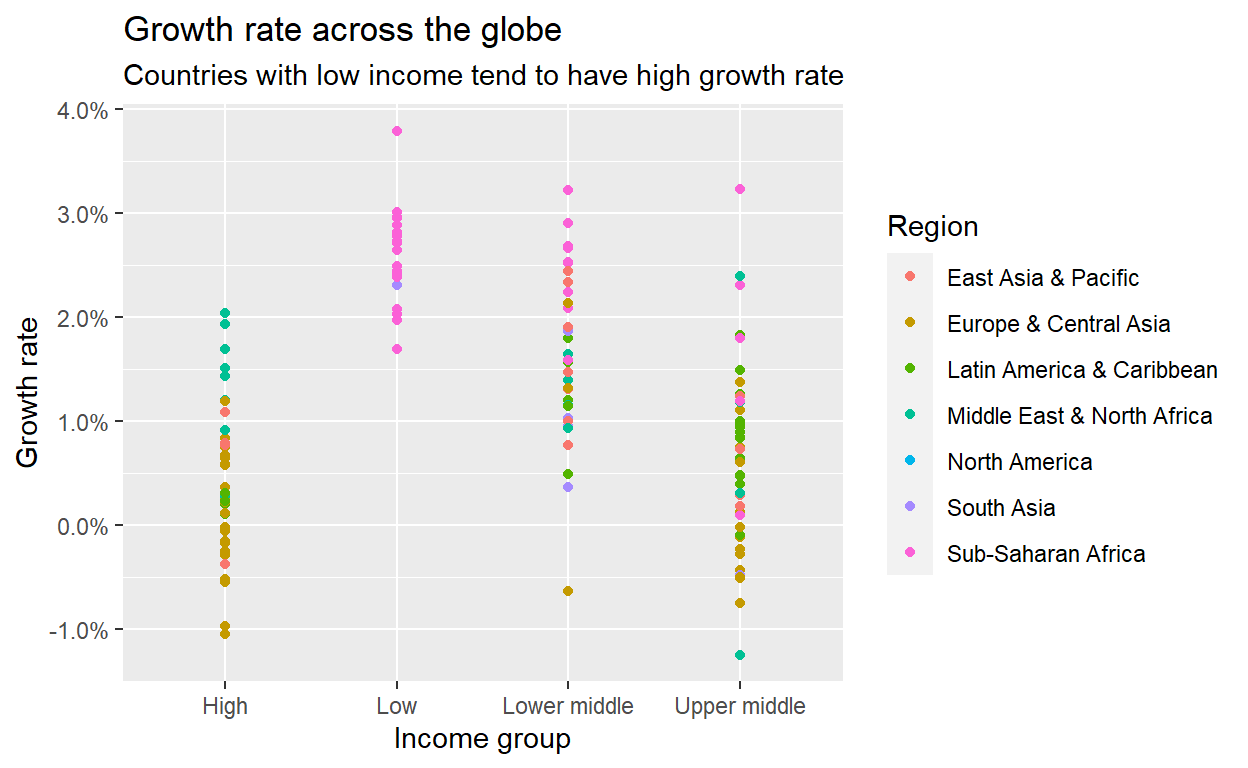 Growth rate across the globe
Countries with low income tend to have high growth rate
4.0%
3.0%
2.0%
1.0%
0.0%
-1.0%
Growth rate
High
Low
Lower middle
Upper middle
Income group
Region
East Asia & Pacific
Europe & Central Asia
Latin America & Caribbean
Middle East & North Africa
North America
South Asia
Sub-Saharan Africa